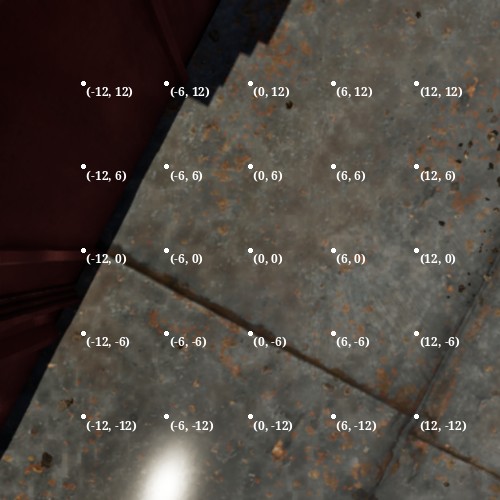 (-12, 12) (-6, 12) (0, 12) (6, 12) (12, 12)
(-12, 6) (-6, 6) (0, 6) (6, 6) (12, 6)
(-12, 0) (-6, 0) (0, 0) (6, 0) (12, 0)
(-12, -6) (-6, -6) (0, -6) (6, -6) (12, -6)
(-12, -12) (-6, -12) (0, -12) (6, -12) (12, -12)